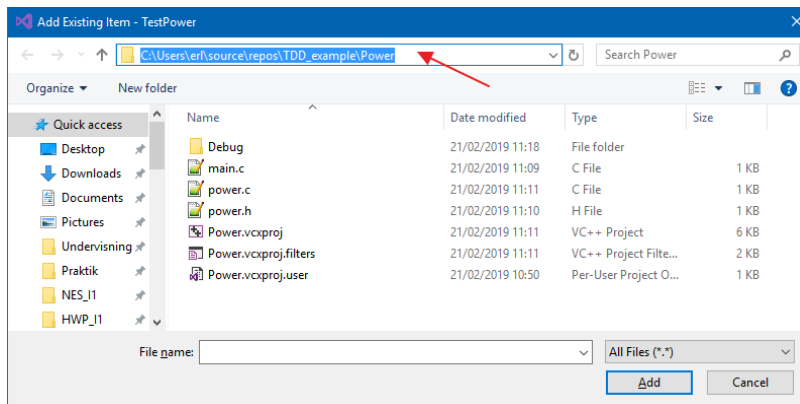 Add Existing Item - TestPower
C:\Users\erl\source\repos\TDD_example\Power
Search Power
Organize
New folder
Quick access
Desktop
Downloads
Documents
Pictures
Undervisning
Praktik
NES_I1
HWP_I1
Name Date modified Type Size
Debug 21/02/2019 11:18 File folder
main.c 21/02/2019 11:09 C File 1 KB
power.c 21/02/2019 11:11 C File 1 KB
power.h 21/02/2019 11:10 H File 1 KB
Power.vcxproj 21/02/2019 11:11 VC++ Project 6 KB
Power.vcxproj.filters 21/02/2019 11:11 VC++ Project Filte... 2 KB
Power.vcxproj.user 21/02/2019 10:50 Per-User Project O... 1 KB
File name:
All Files (*.*)
Add
Cancel